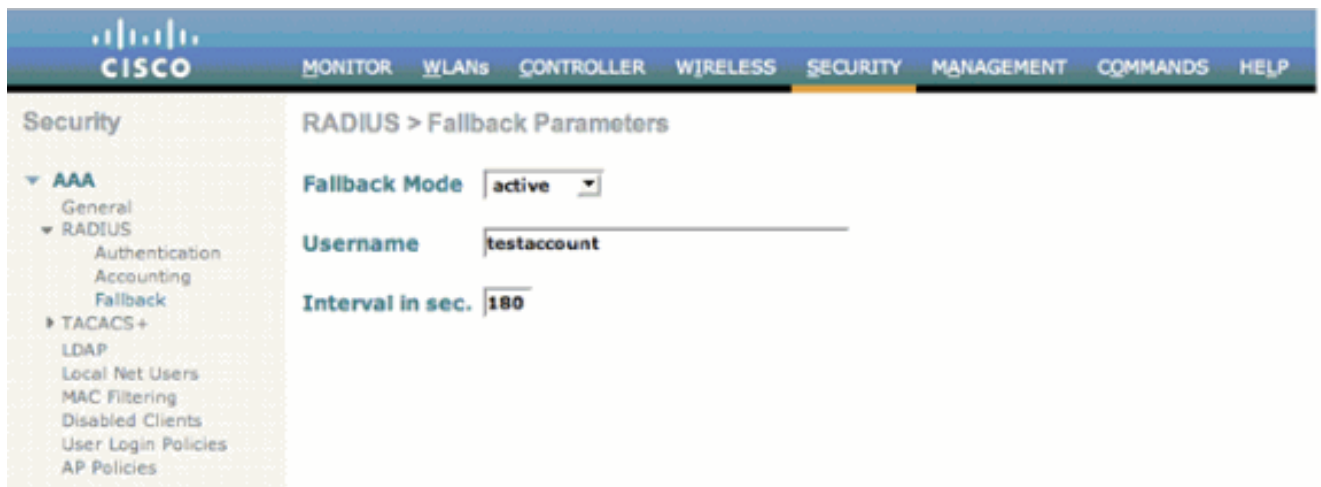 CISCO
MONITOR WLANs CONTROLLER WIRELESS SECURITY MANAGEMENT COMMANDS HELP
Security
AAA
General
RADIUS
Authentication
Accounting
Fallback
TACACS+
LDAP
Local Net Users
MAC Filtering
Disabled Clients
User Login Policies
AP Policies
RADIUS > Fallback Parameters
Fallback Mode active
Username testaccount
Interval in sec. 180